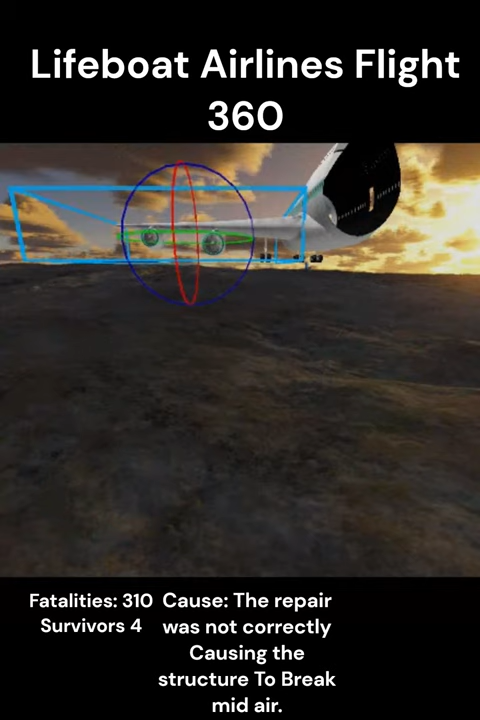 Lifeboat Airlines Flight
360
Fatalities: 310
Survivors 4
Cause: The repair
was not correctly
Causing the
structure To Break
mid air.